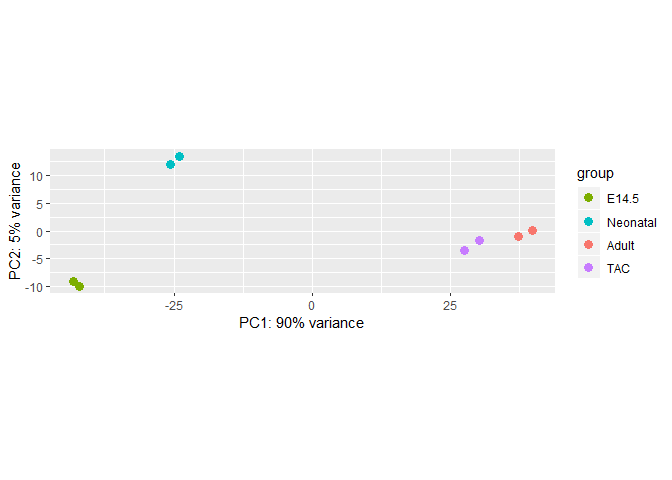 PC2: 5% variance
10
5
0
-5
-10
-25
0
25
PC1: 90% variance
group
E14.5
Neonatal
Adult
TAC